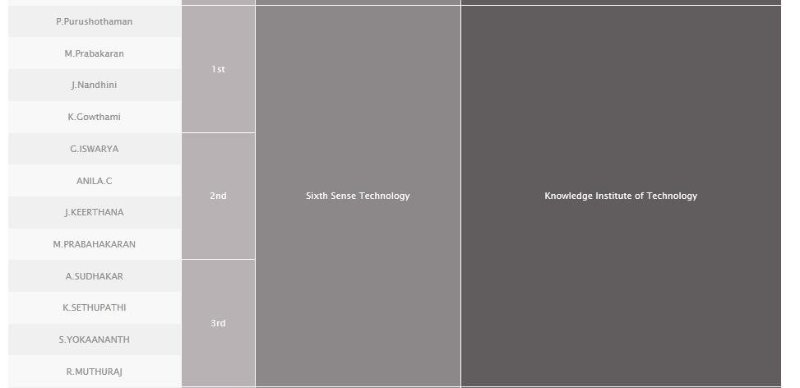 P.Purushothaman
M.Prabakaran
J.Nandhini
K.Gowthami
1st
G.ISWARYA
ANILA.C
J.KEERTHANA
M.PRABAHAKARAN
2nd
Sixth Sense Technology
Knowledge Institute of Technology
A.SUDHAKAR
K.SETHUPATHI
S.YOKAANANTH
R.MUTHURAJ
3rd